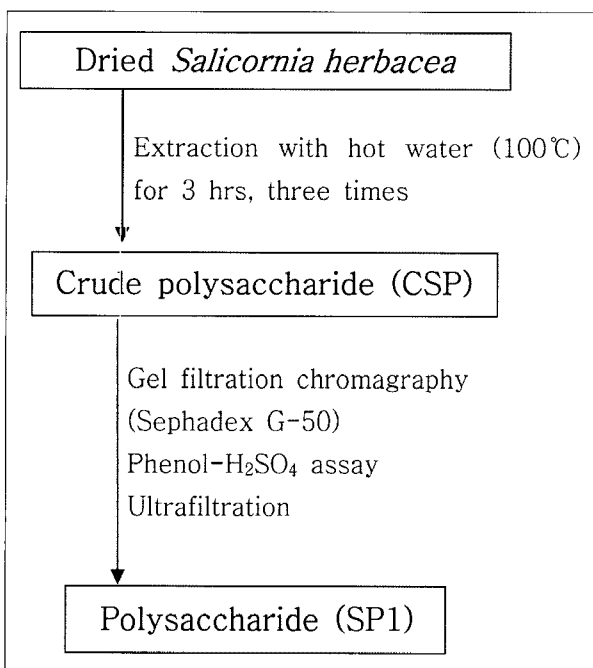 Dried Salicornia herbacea
Extraction with hot water (100℃)
for 3 hrs, three times
Crude polysaccharide (CSP)
Gel filtration chromagraphy
(Sephadex G-50)
Phenol-H₂SO₄ assay
Ultrafiltration
Polysaccharide (SP1)